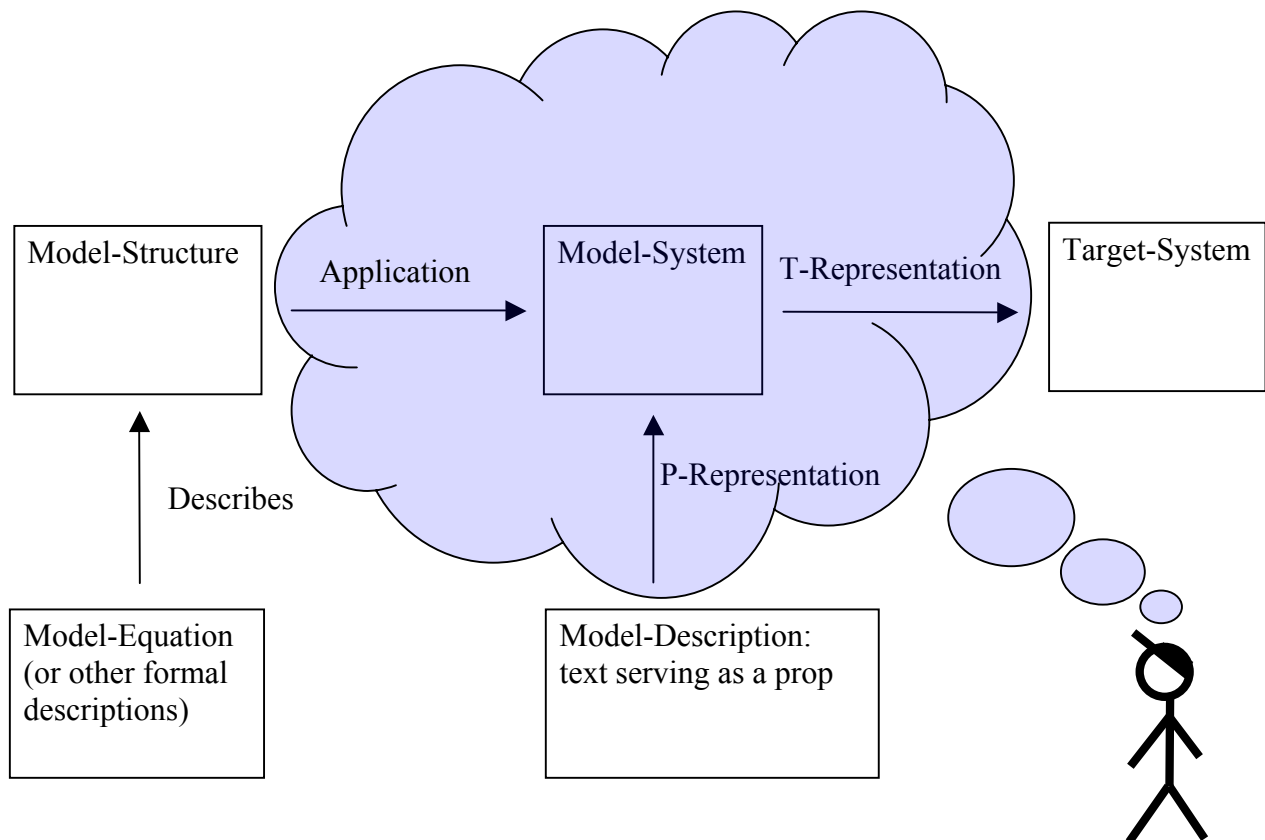 Model-Structure
Application
Model-System
T-Representation
Target-System
Describes
P-Representation
Model-Equation
(or other formal
descriptions)
Model-Description:
text serving as a prop